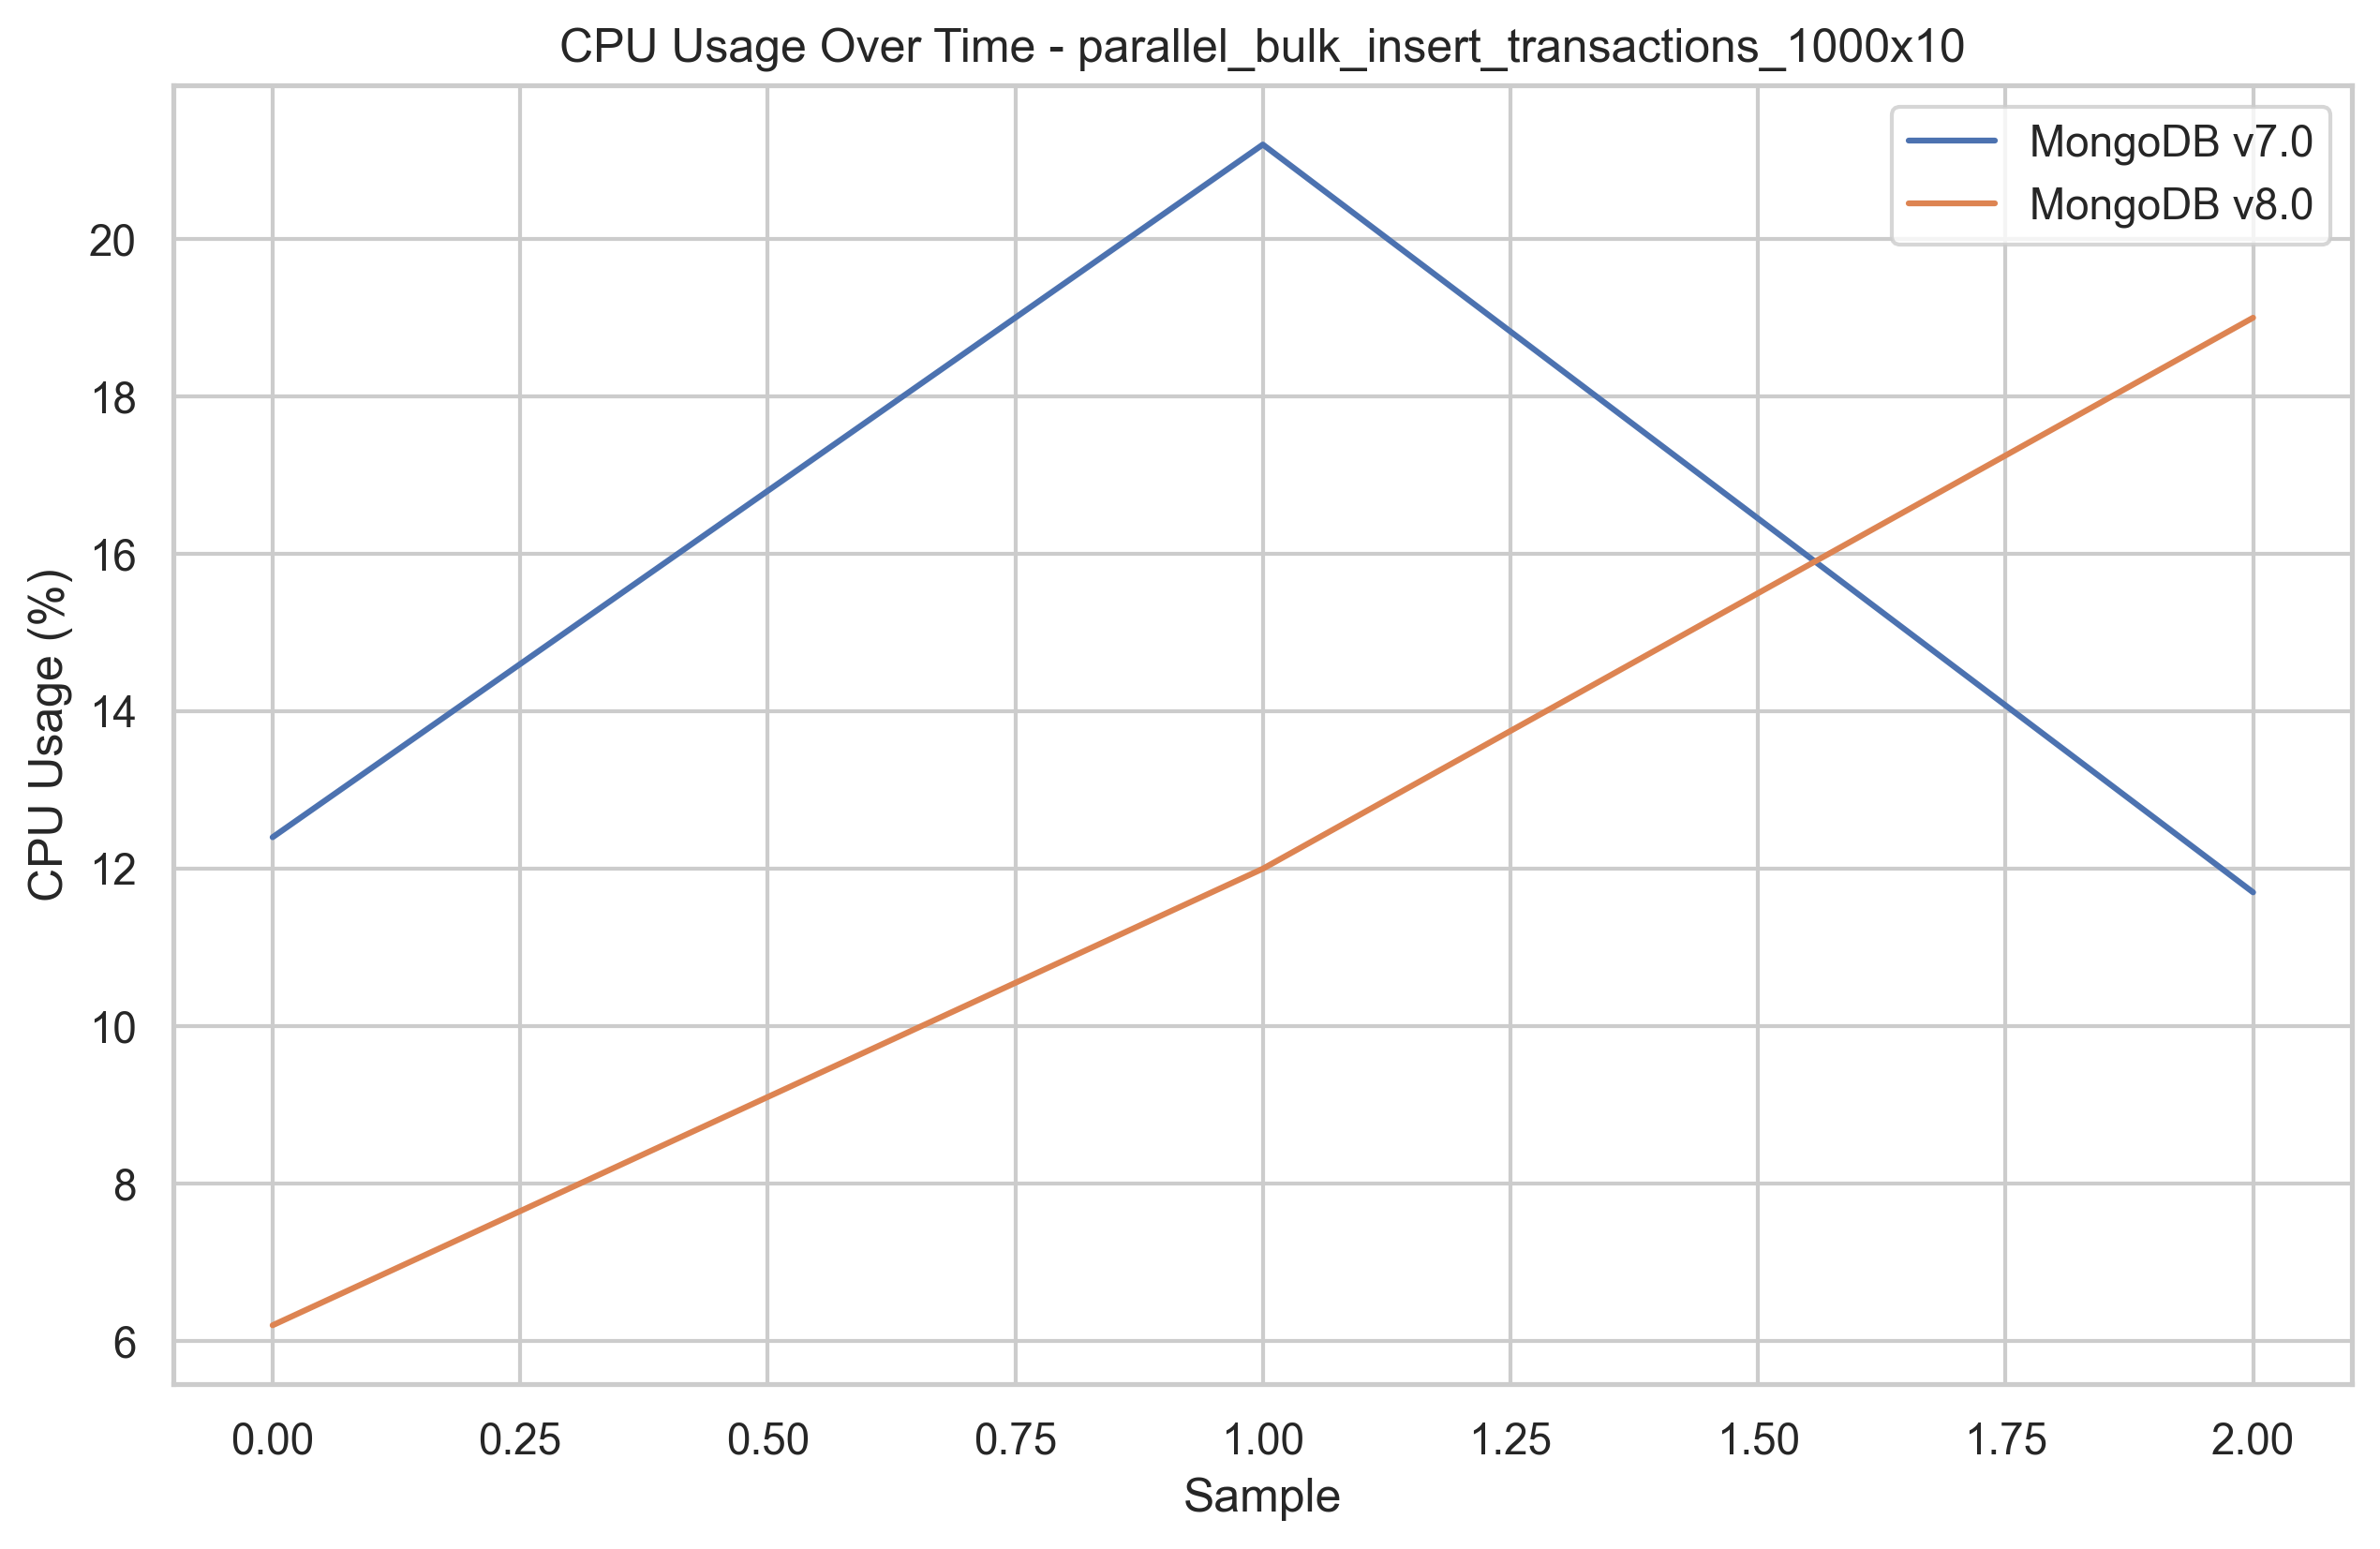 CPU Usage Over Time - parallel_bulk_insert_transactions_1000x10
MongoDB v7.0
MongoDB v8.0
CPU Usage (%)
20
18
16
14
12
10
8
6
0.00 0.25 0.50 0.75 1.00 1.25 1.50 1.75 2.00
Sample